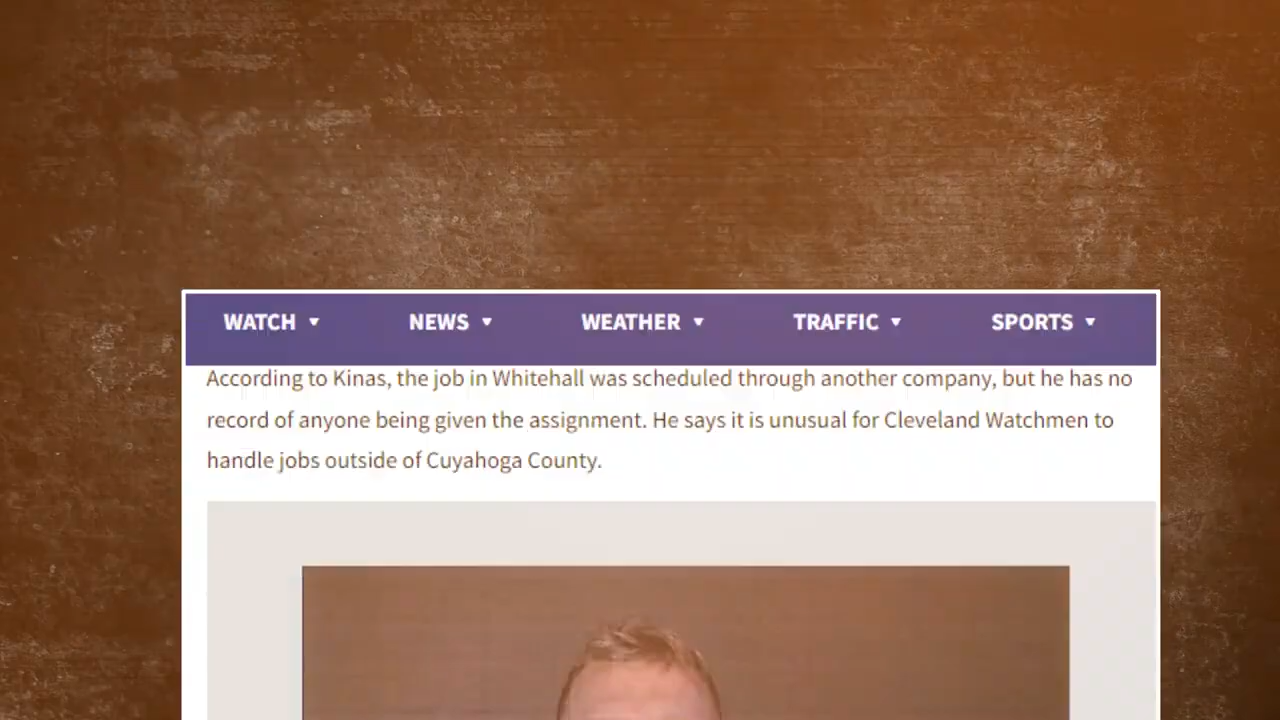 WATCH NEWS WEATHER TRAFFIC SPORTS
According to Kinas, the job in Whitehall was scheduled through another company, but he has no
record of anyone being given the assignment. He says it is unusual for Cleveland Watchmen to
handle jobs outside of Cuyahoga County.